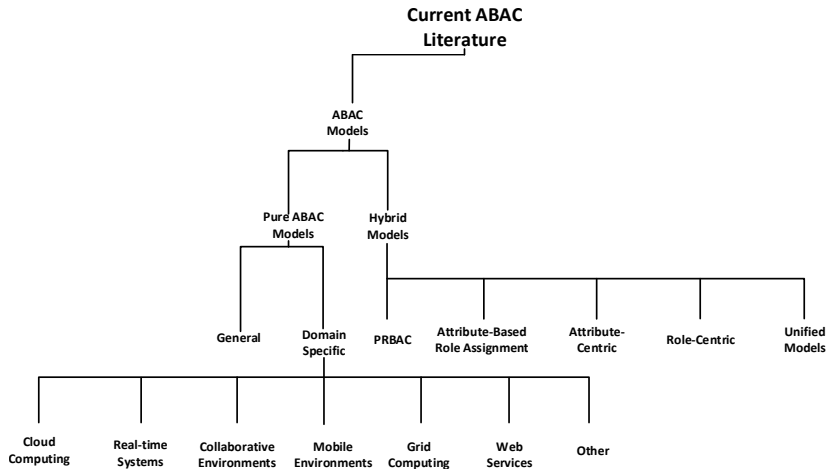 Current ABAC
Literature
ABAC
Models
Pure ABAC
Models
Hybrid
Models
General
Domain
Specific
PRBAC
Attribute-Based
Role Assignment
Attribute-
Centric
Role-Centric
Unified
Models
Cloud
Computing
Real-time
Systems
Collaborative
Environments
Mobile
Environments
Grid
Computing
Web
Services
Other